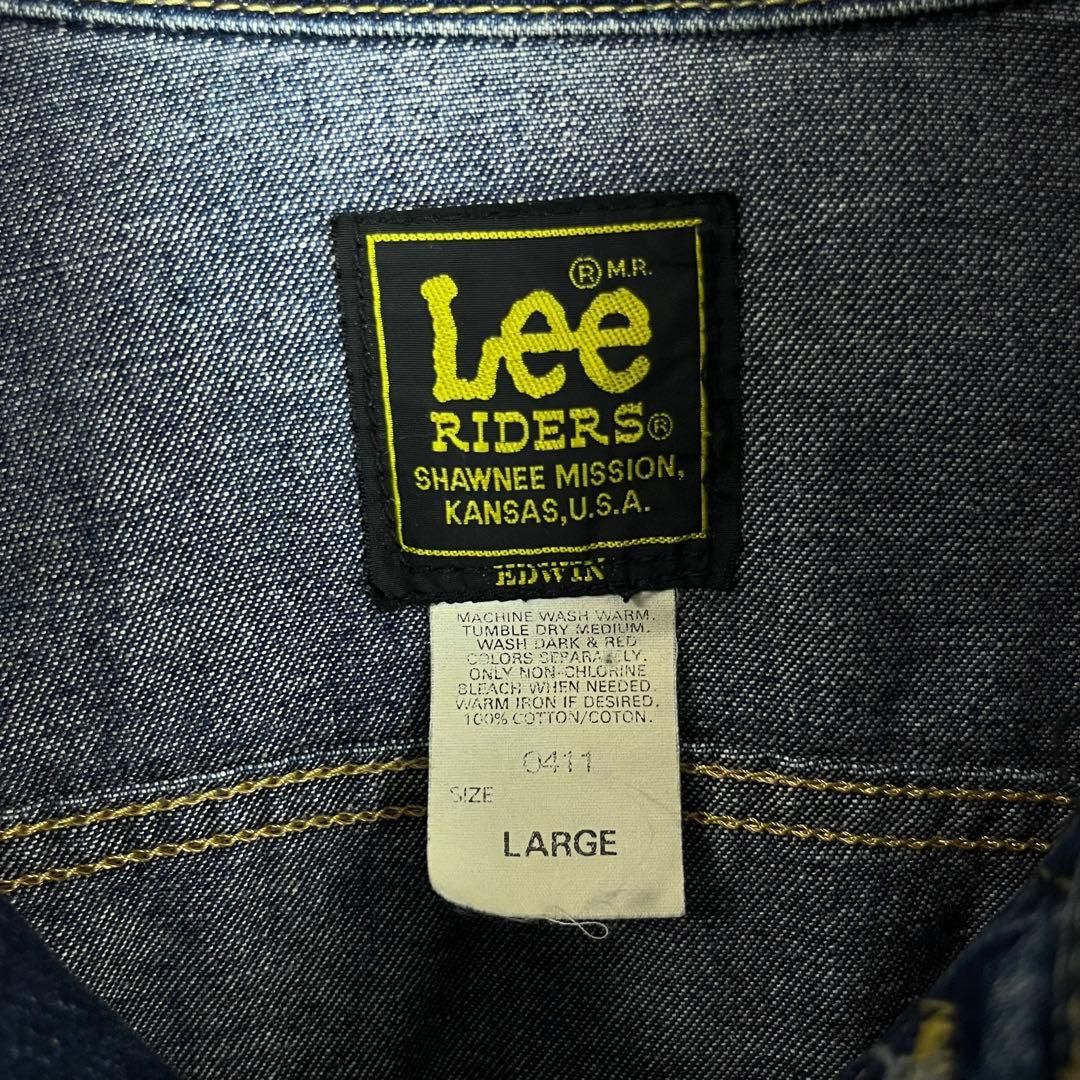 ® M.R.
Lee
RIDERS®
SHAWNEE MISSION,
KANSAS, U.S.A.
EDWIN
MACHINE WASH WARM.
TUMBLE DRY MEDIUM.
WASH DARK & RED
COLORS SEPARATELY.
ONLY NON-CHLORINE
BLEACH WHEN NEEDED.
WARM IRON IF DESIRED.
100% COTTON/COTON.
0411
SIZE
LARGE